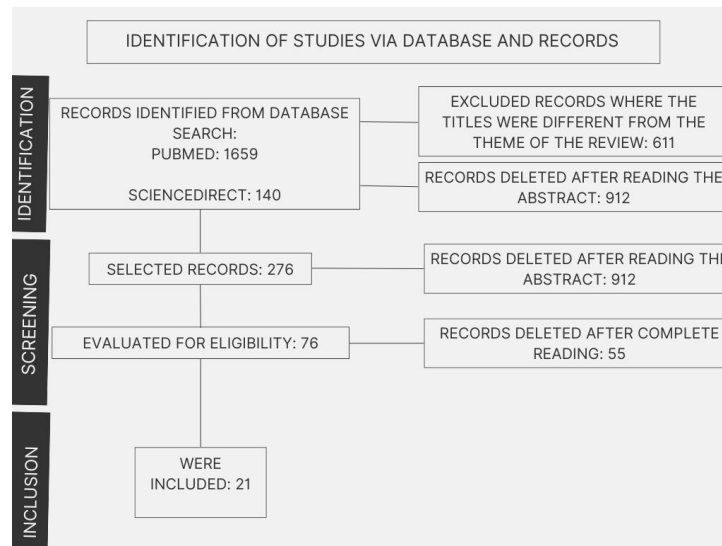 IDENTIFICATION OF STUDIES VIA DATABASE AND RECORDS
IDENTIFICATION
RECORDS IDENTIFIED FROM DATABASE
SEARCH:
PUBMED: 1659
SCIENCEDIRECT: 140
EXCLUDED RECORDS WHERE THE
TITLES WERE DIFFERENT FROM THE
THEME OF THE REVIEW: 611
RECORDS DELETED AFTER READING THE
ABSTRACT: 912
SCREENING
SELECTED RECORDS: 276
RECORDS DELETED AFTER READING THE
ABSTRACT: 912
EVALUATED FOR ELIGIBILITY: 76
RECORDS DELETED AFTER COMPLETE
READING: 55
INCLUSION
WERE
INCLUDED: 21